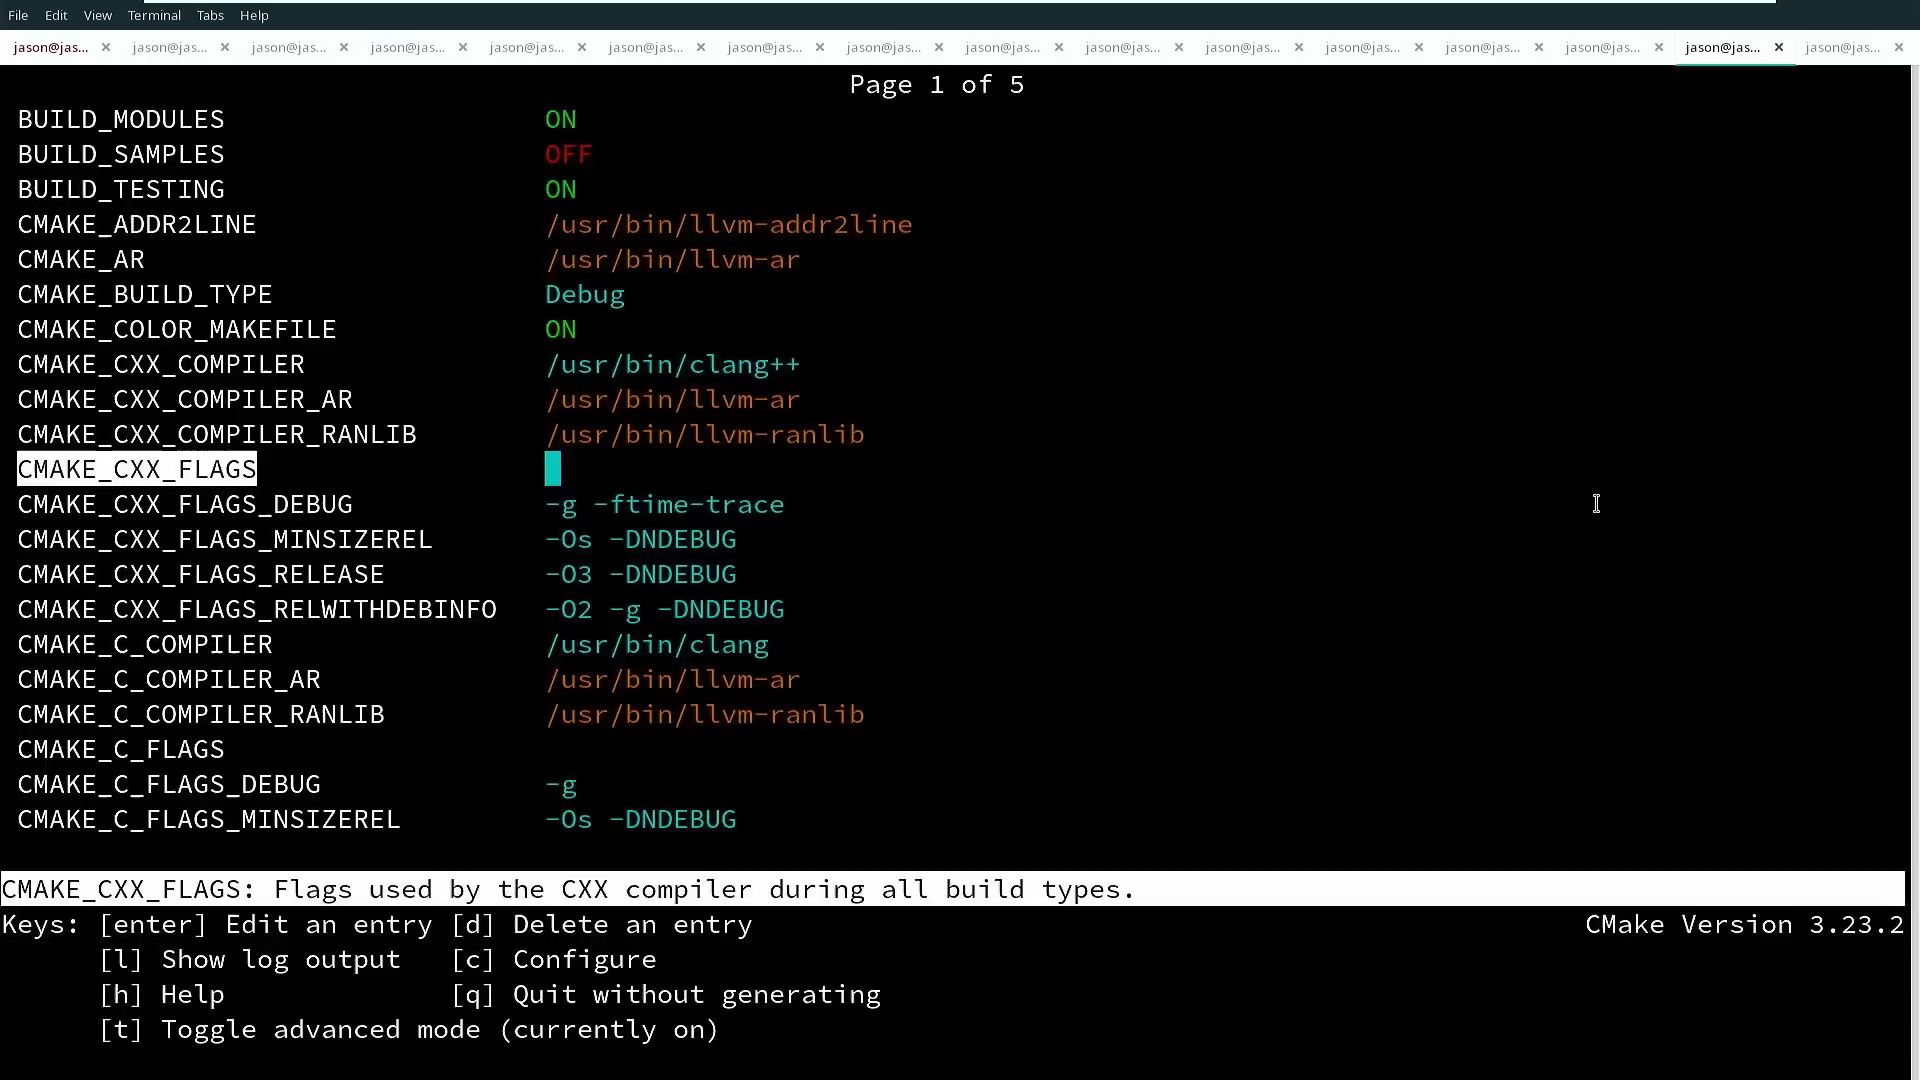 File Edit View Terminal Tabs Help
jason@jas... jason@jas... jason@jas... jason@jas... jason@jas... jason@jas... jason@jas... jason@jas... jason@jas... jason@jas... jason@jas... jason@jas... jason@jas... jason@jas... jason@jas... jason@jas...
Page 1 of 5
BUILD_MODULES ON
BUILD_SAMPLES OFF
BUILD_TESTING ON
CMAKE_ADDR2LINE /usr/bin/llvm-addr2line
CMAKE_AR /usr/bin/llvm-ar
CMAKE_BUILD_TYPE Debug
CMAKE_COLOR_MAKEFILE ON
CMAKE_CXX_COMPILER /usr/bin/clang++
CMAKE_CXX_COMPILER_AR /usr/bin/llvm-ar
CMAKE_CXX_COMPILER_RANLIB /usr/bin/llvm-ranlib
CMAKE_CXX_FLAGS
CMAKE_CXX_FLAGS_DEBUG -g -ftime-trace
CMAKE_CXX_FLAGS_MINSIZEREL -Os -DNDEBUG
CMAKE_CXX_FLAGS_RELEASE -O3 -DNDEBUG
CMAKE_CXX_FLAGS_RELWITHDEBINFO -O2 -g -DNDEBUG
CMAKE_C_COMPILER /usr/bin/clang
CMAKE_C_COMPILER_AR /usr/bin/llvm-ar
CMAKE_C_COMPILER_RANLIB /usr/bin/llvm-ranlib
CMAKE_C_FLAGS
CMAKE_C_FLAGS_DEBUG -g
CMAKE_C_FLAGS_MINSIZEREL -Os -DNDEBUG
CMAKE_CXX_FLAGS: Flags used by the CXX compiler during all build types.
Keys: [enter] Edit an entry [d] Delete an entry CMake Version 3.23.2
[l] Show log output [c] Configure
[h] Help [q] Quit without generating
[t] Toggle advanced mode (currently on)